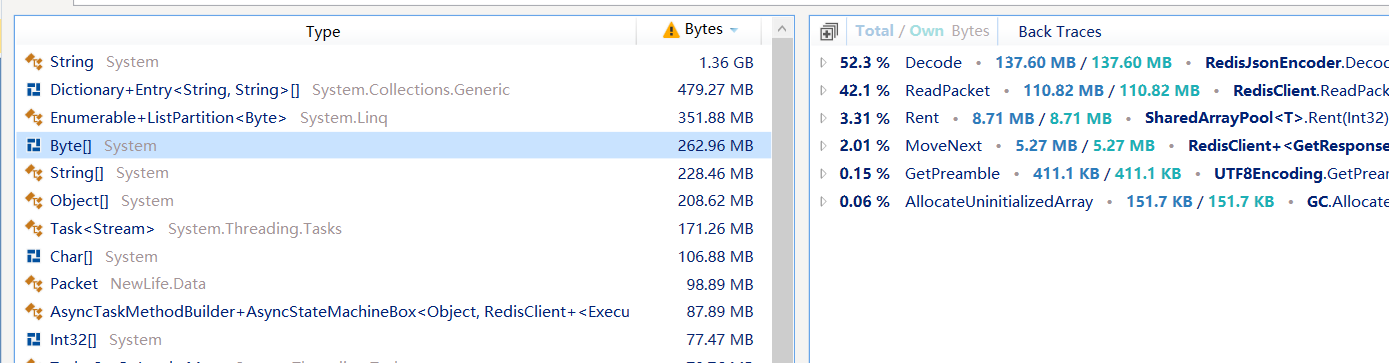 Type Bytes
String System 1.36 GB
Dictionary+Entry<String, String>[] System.Collections.Generic 479.27 MB
Enumerable+ListPartition<Byte> System.Linq 351.88 MB
Byte[] System 262.96 MB
String[] System 228.46 MB
Object[] System 208.62 MB
Task<Stream> System.Threading.Tasks 171.26 MB
Char[] System 106.88 MB
Packet NewLife.Data 98.89 MB
AsyncTaskMethodBuilder+AsyncStateMachineBox<Object, RedisClient+<Execu 87.89 MB
Int32[] System 77.47 MB
Total / Own Bytes Back Traces
52.3 % Decode • 137.60 MB / 137.60 MB • RedisJsonEncoder.Decod
42.1 % ReadPacket • 110.82 MB / 110.82 MB • RedisClient.ReadPack
3.31 % Rent • 8.71 MB / 8.71 MB • SharedArrayPool<T>.Rent(Int32)
2.01 % MoveNext • 5.27 MB / 5.27 MB • RedisClient+<GetResponse
0.15 % GetPreamble • 411.1 KB / 411.1 KB • UTF8Encoding.GetPream
0.06 % AllocateUninitializedArray • 151.7 KB / 151.7 KB • GC.Allocate